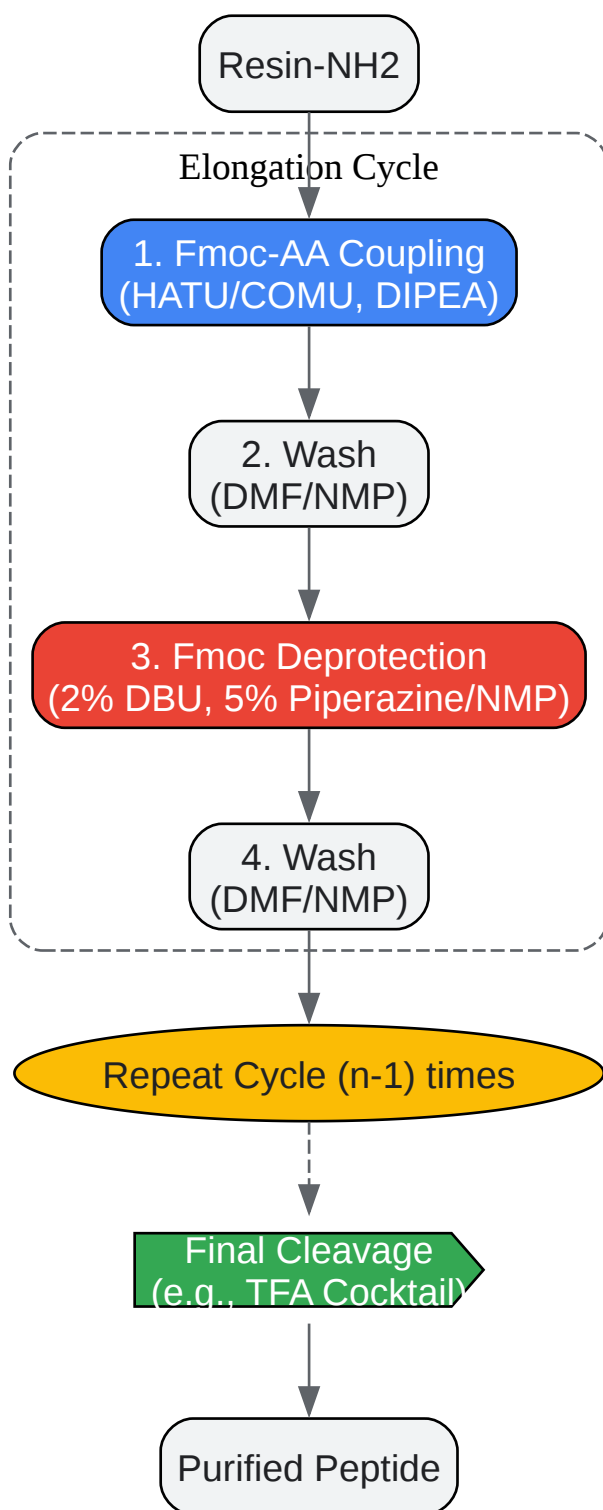 Resin-NH2
Elongation Cycle
1. Fmoc-AA Coupling
(HATU/COMU, DIPEA)
2. Wash
(DMF/NMP)
3. Fmoc Deprotection
(2% DBU, 5% Piperazine/NMP)
4. Wash
(DMF/NMP)
Repeat Cycle (n-1) times
Final Cleavage
(e.g., TFA Cocktail)
Purified Peptide